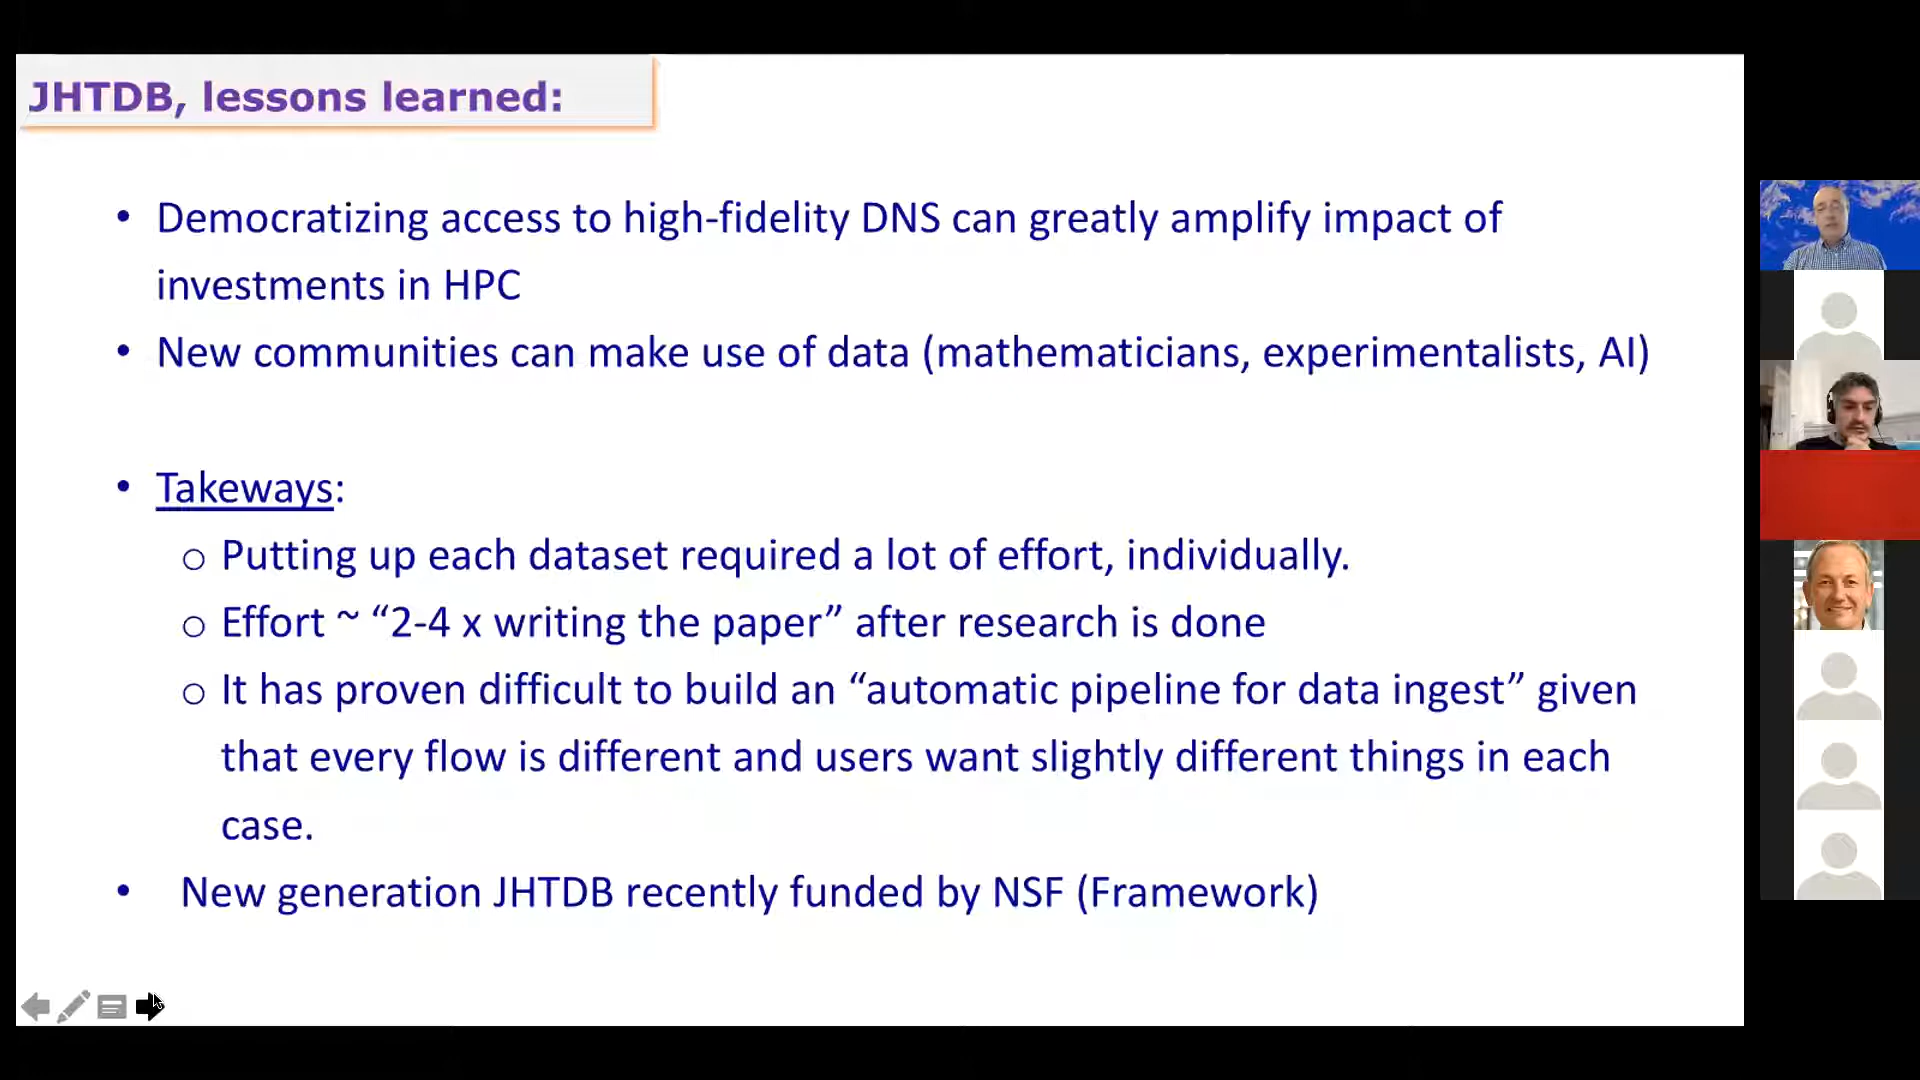 JHTDB, lessons learned:
• Democratizing access to high-fidelity DNS can greatly amplify impact of
investments in HPC
• New communities can make use of data (mathematicians, experimentalists, AI)
• Takeways:
o Putting up each dataset required a lot of effort, individually.
o Effort ~ “2-4 x writing the paper” after research is done
o It has proven difficult to build an “automatic pipeline for data ingest” given
that every flow is different and users want slightly different things in each
case.
• New generation JHTDB recently funded by NSF (Framework)